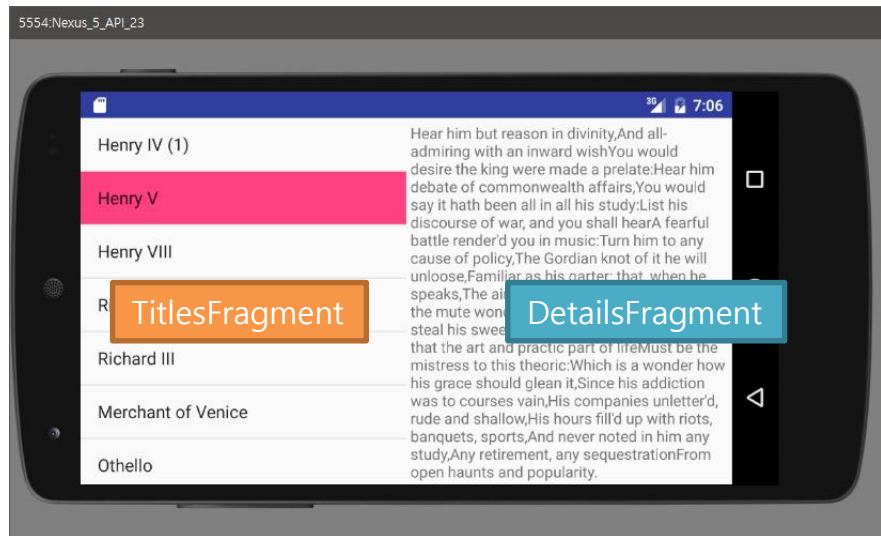 5554:Nexus_5_API_23
3G 7:06
Henry IV (1)
Henry V
Henry VIII
Ri
Richard III
Merchant of Venice
Othello
TitlesFragment
Hear him but reason in divinity,And all-
admiring with an inward wishYou would
desire the king were made a prelate:Hear him
debate of commonwealth affairs,You would
say it hath been all in all his study:List his
discourse of war, and you shall hearA fearful
battle render'd you in music:Turn him to any
cause of policy,The Gordian knot of it he will
unloose,Familiar as his garter: that, when he
speaks,The ai
the mute won
steal his swee
that the art and practic part of lifeMust be the
mistress to this theoric:Which is a wonder how
his grace should glean it,Since his addiction
was to courses vain,His companies unletter'd,
rude and shallow,His hours fill'd up with riots,
banquets, sports,And never noted in him any
study,Any retirement, any sequestrationFrom
open haunts and popularity.
DetailsFragment